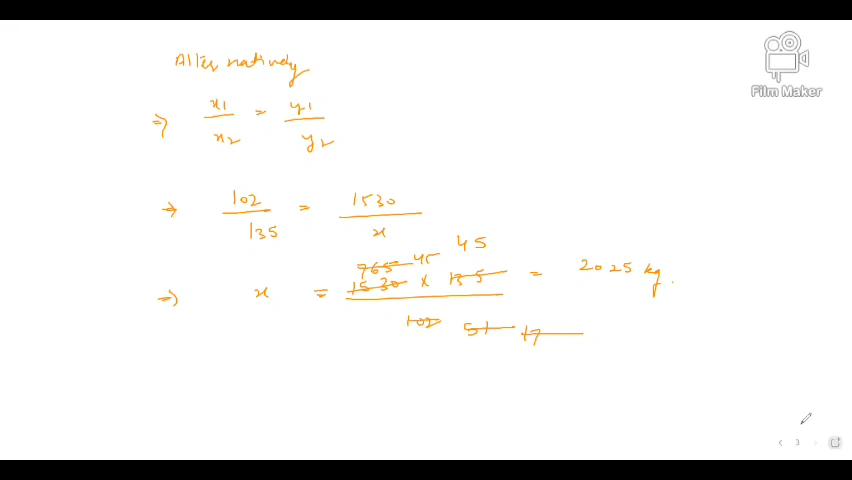 Alternatively
Film Maker
⇒ x1/x2 = y1/y2
⇒ 102/135 = 1530/x
45
765 45
⇒ x = 1530 × 135 = 2025 kg.
102 51 17
3